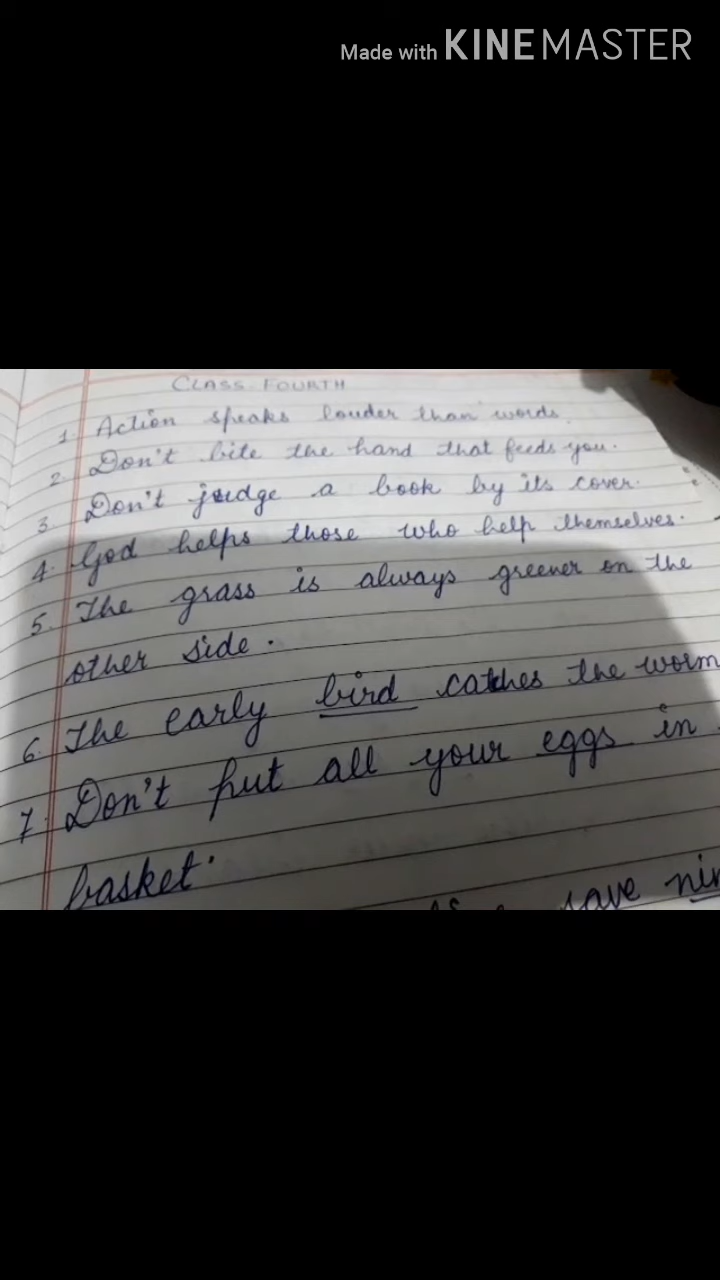 Made with KINEMASTER
CLASS FOURTH
1. Action speaks louder than words.
2. Don't bite the hand that feeds you.
3. Don't judge a book by its cover.
4. God helps those who help themselves.
5. The grass is always greener on the
other side.
6. The early bird catches the worm
7. Don't put all your eggs in
basket.
save